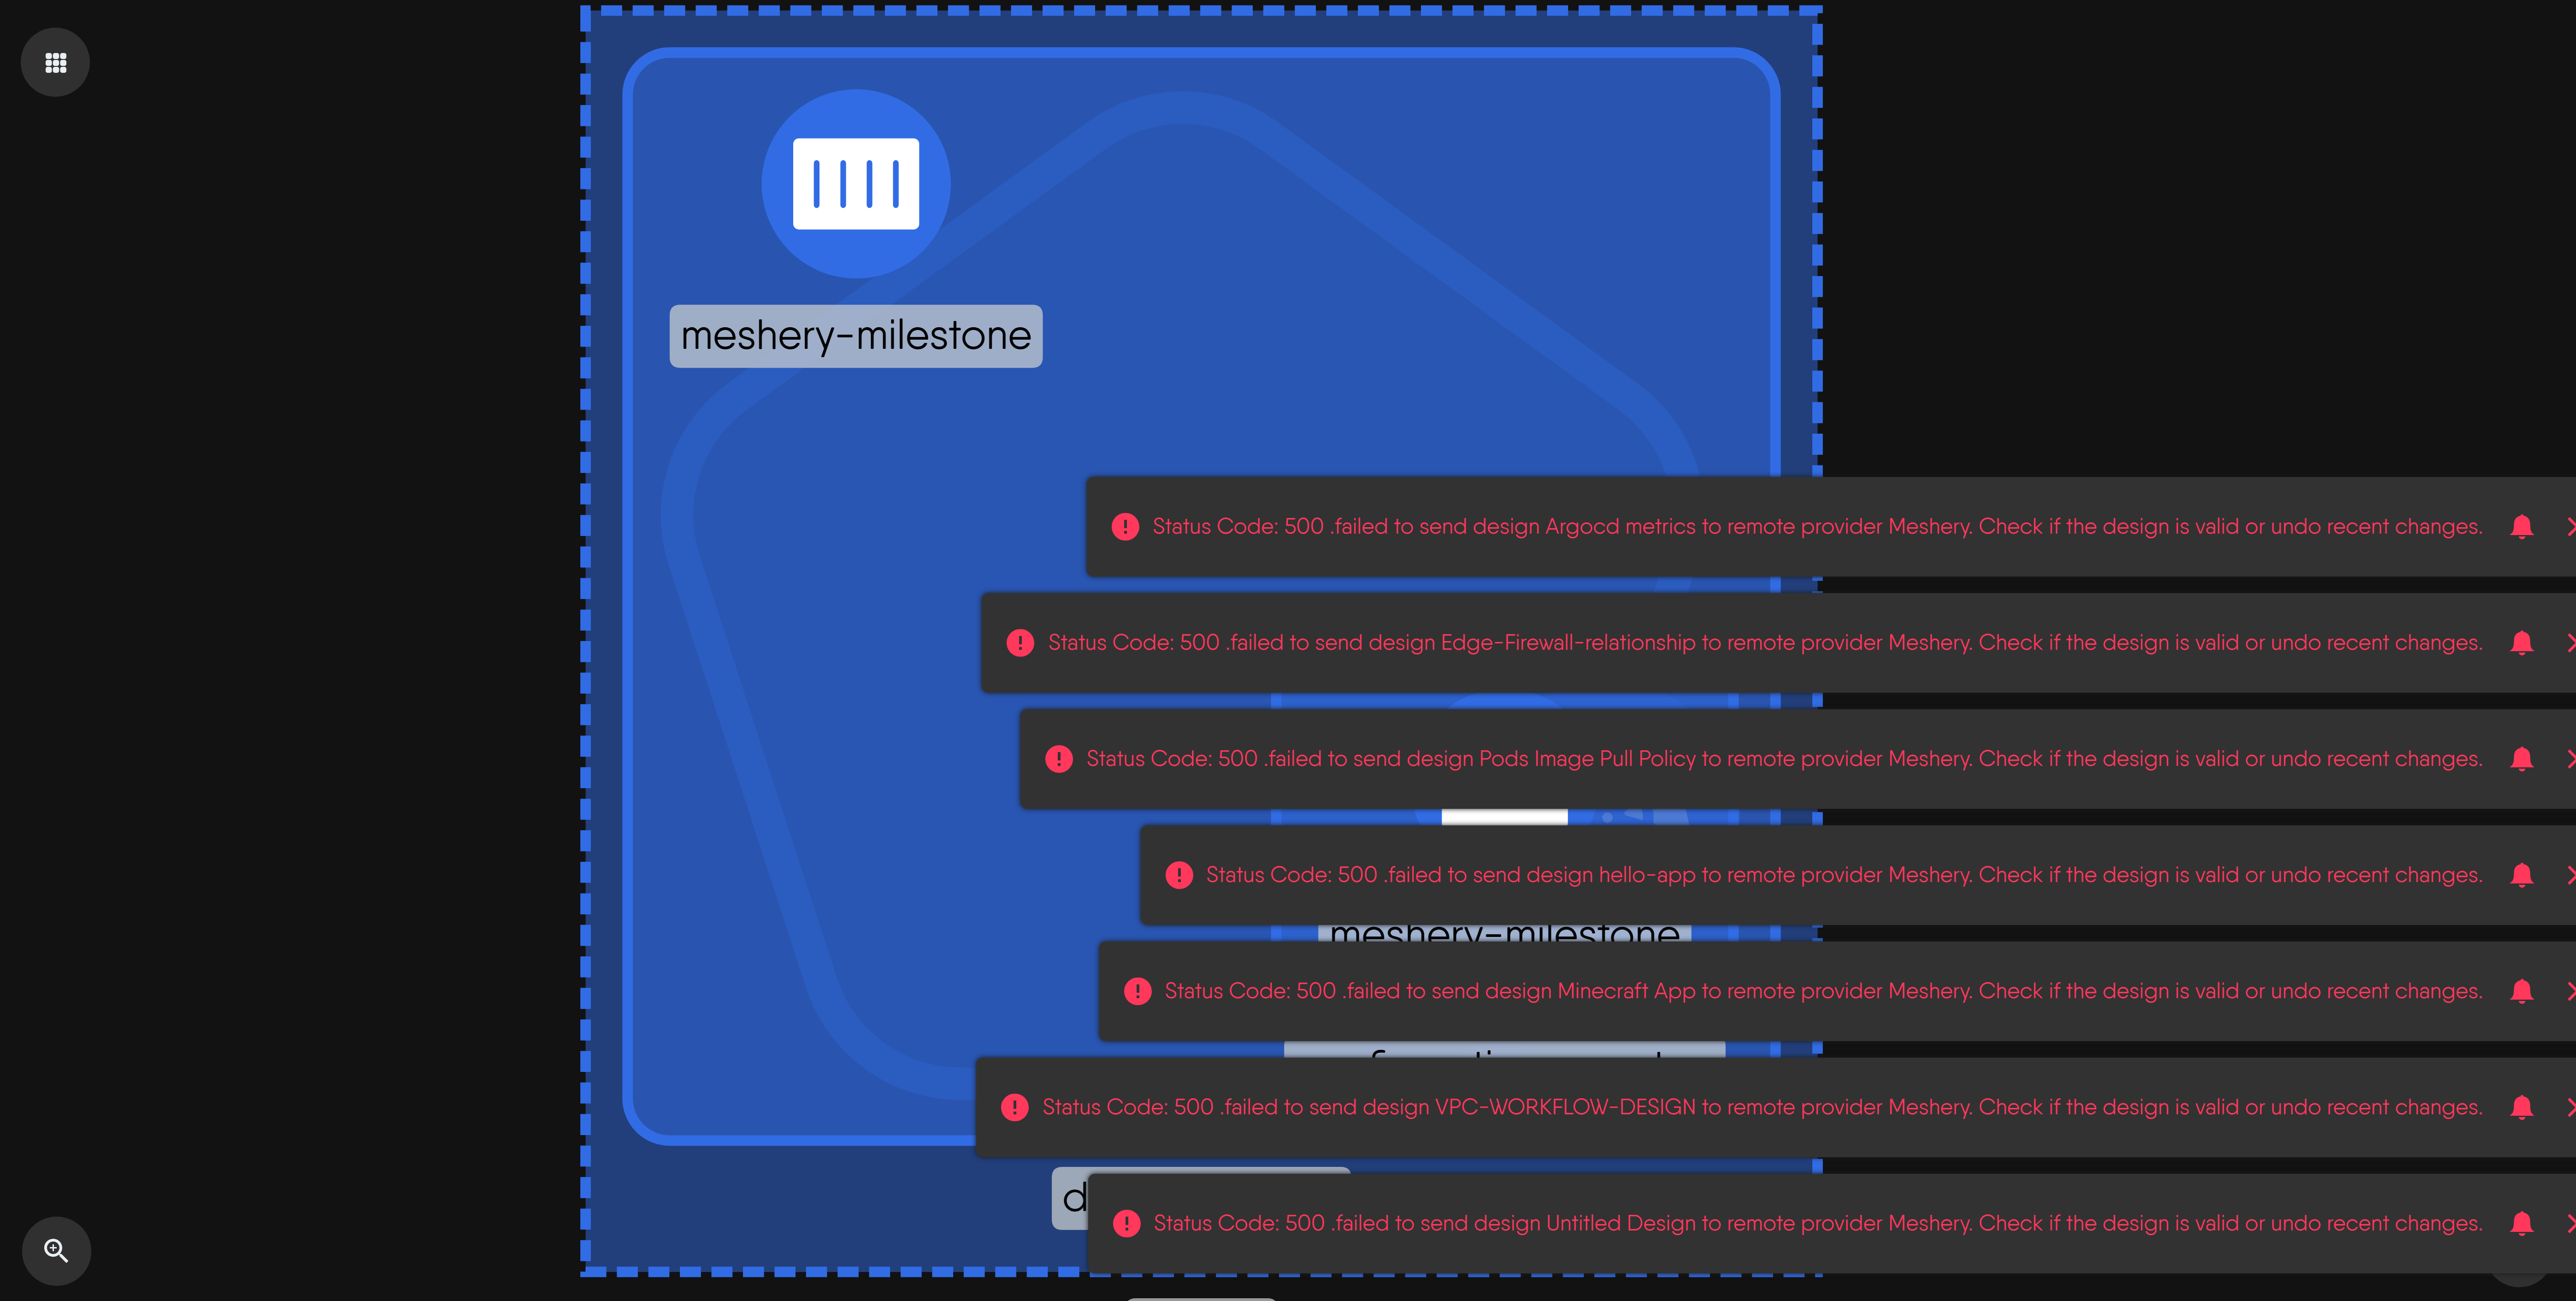 meshery-milestone
Status Code: 500 .failed to send design Argocd metrics to remote provider Meshery. Check if the design is valid or undo recent changes.
Status Code: 500 .failed to send design Edge-Firewall-relationship to remote provider Meshery. Check if the design is valid or undo recent changes.
Status Code: 500 .failed to send design Pods Image Pull Policy to remote provider Meshery. Check if the design is valid or undo recent changes.
Status Code: 500 .failed to send design hello-app to remote provider Meshery. Check if the design is valid or undo recent changes.
meshery-milestone
Status Code: 500 .failed to send design Minecraft App to remote provider Meshery. Check if the design is valid or undo recent changes.
Status Code: 500 .failed to send design VPC-WORKFLOW-DESIGN to remote provider Meshery. Check if the design is valid or undo recent changes.
Status Code: 500 .failed to send design Untitled Design to remote provider Meshery. Check if the design is valid or undo recent changes.